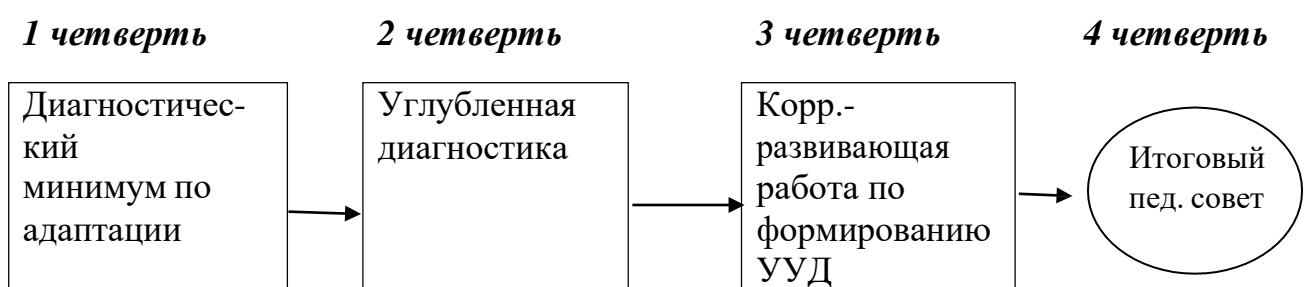 1 четверть 2 четверть 3 четверть 4 четверть
Диагностичес-
кий
минимум по
адаптации
Углубленная
диагностика
Корр.-
развивающая
работа по
формированию
УУД
Итоговый
пед. совет